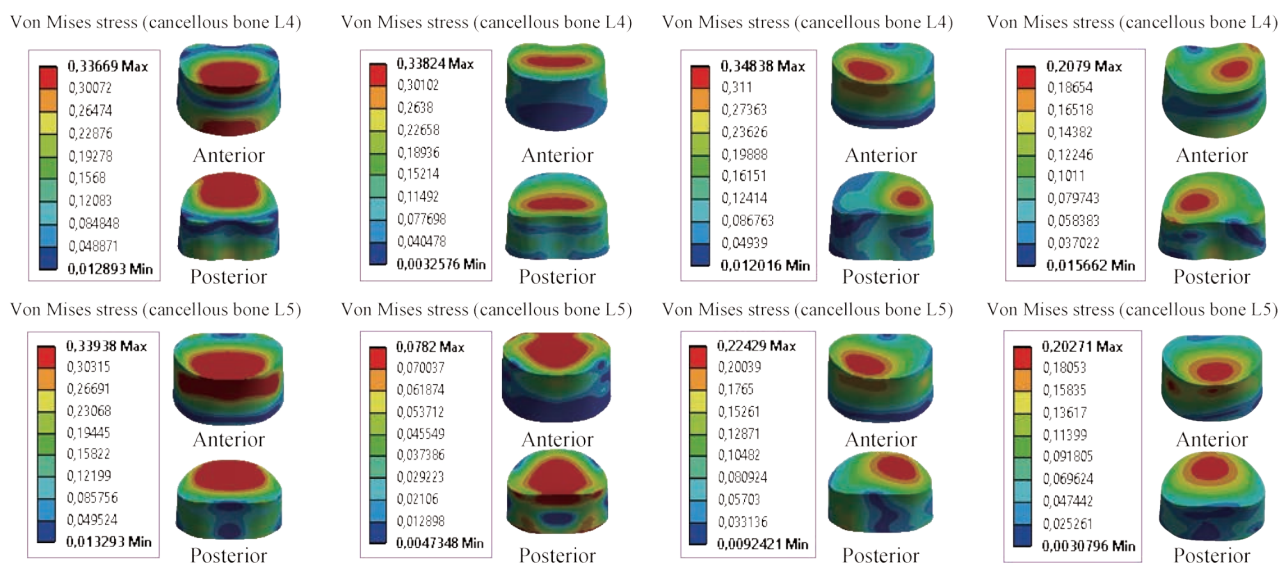 Von Mises stress (cancellous bone L4)
0,33669 Max
0,30072
0,26474
0,22876
0,19278
0,1568
0,12083
0,084848
0,048871
0,012893 Min
Anterior
Posterior
Von Mises stress (cancellous bone L4)
0,33824 Max
0,30102
0,2638
0,22658
0,18936
0,15214
0,11492
0,077698
0,040478
0,0032576 Min
Anterior
Posterior
Von Mises stress (cancellous bone L4)
0,34838 Max
0,311
0,27363
0,23626
0,19888
0,16151
0,12414
0,086763
0,04939
0,012016 Min
Anterior
Posterior
Von Mises stress (cancellous bone L4)
0,2079 Max
0,18654
0,16518
0,14382
0,12246
0,1011
0,079743
0,058383
0,037022
0,015662 Min
Anterior
Posterior
Von Mises stress (cancellous bone L5)
0,33938 Max
0,30315
0,26691
0,23068
0,19445
0,15822
0,12199
0,085756
0,049524
0,013293 Min
Anterior
Posterior
Von Mises stress (cancellous bone L5)
0,0782 Max
0,070037
0,061874
0,053712
0,045549
0,037386
0,029223
0,02106
0,012898
0,0047348 Min
Anterior
Posterior
Von Mises stress (cancellous bone L5)
0,22429 Max
0,20039
0,1765
0,15261
0,12871
0,10482
0,080924
0,05703
0,033136
0,0092421 Min
Anterior
Posterior
Von Mises stress (cancellous bone L5)
0,20271 Max
0,18053
0,15835
0,13617
0,11399
0,091805
0,069624
0,047442
0,025261
0,0030796 Min
Anterior
Posterior